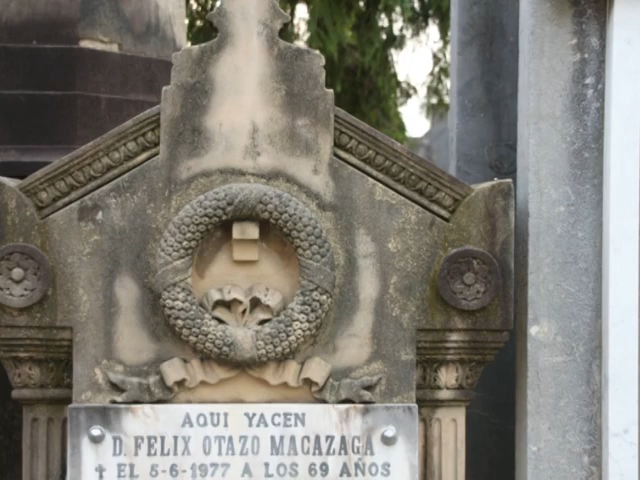 AQUI YACEN
D. FELIX OTAZO MACAZAGA
✝ EL 5-6-1977 A LOS 69 AÑOS